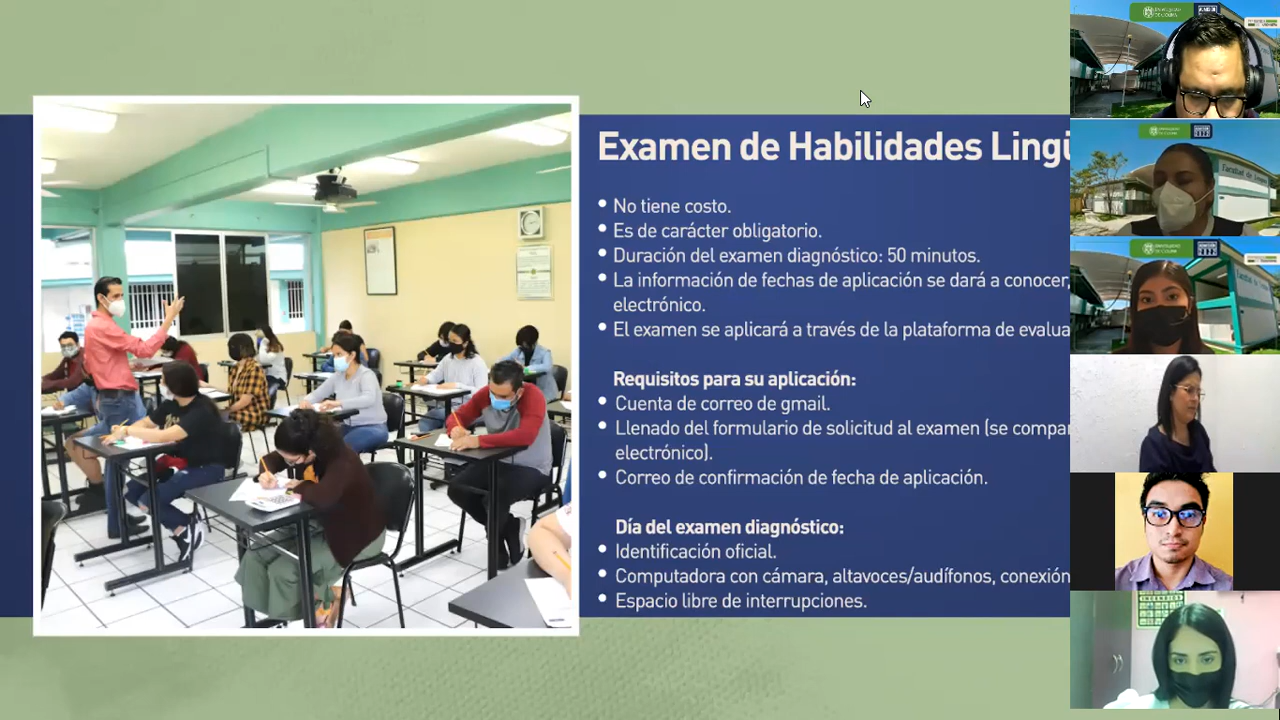 Examen de Habilidades Lingü
• No tiene costo.
• Es de carácter obligatorio.
• Duración del examen diagnóstico: 50 minutos.
• La información de fechas de aplicación se dará a conocer,
electrónico.
• El examen se aplicará a través de la plataforma de evalua
Requisitos para su aplicación:
• Cuenta de correo de gmail.
• Llenado del formulario de solicitud al examen (se compa
electrónico).
• Correo de confirmación de fecha de aplicación.
Día del examen diagnóstico:
• Identificación oficial.
• Computadora con cámara, altavoces/audífonos, conexión
• Espacio libre de interrupciones.
UNIVERSIDAD
DE COLIMA